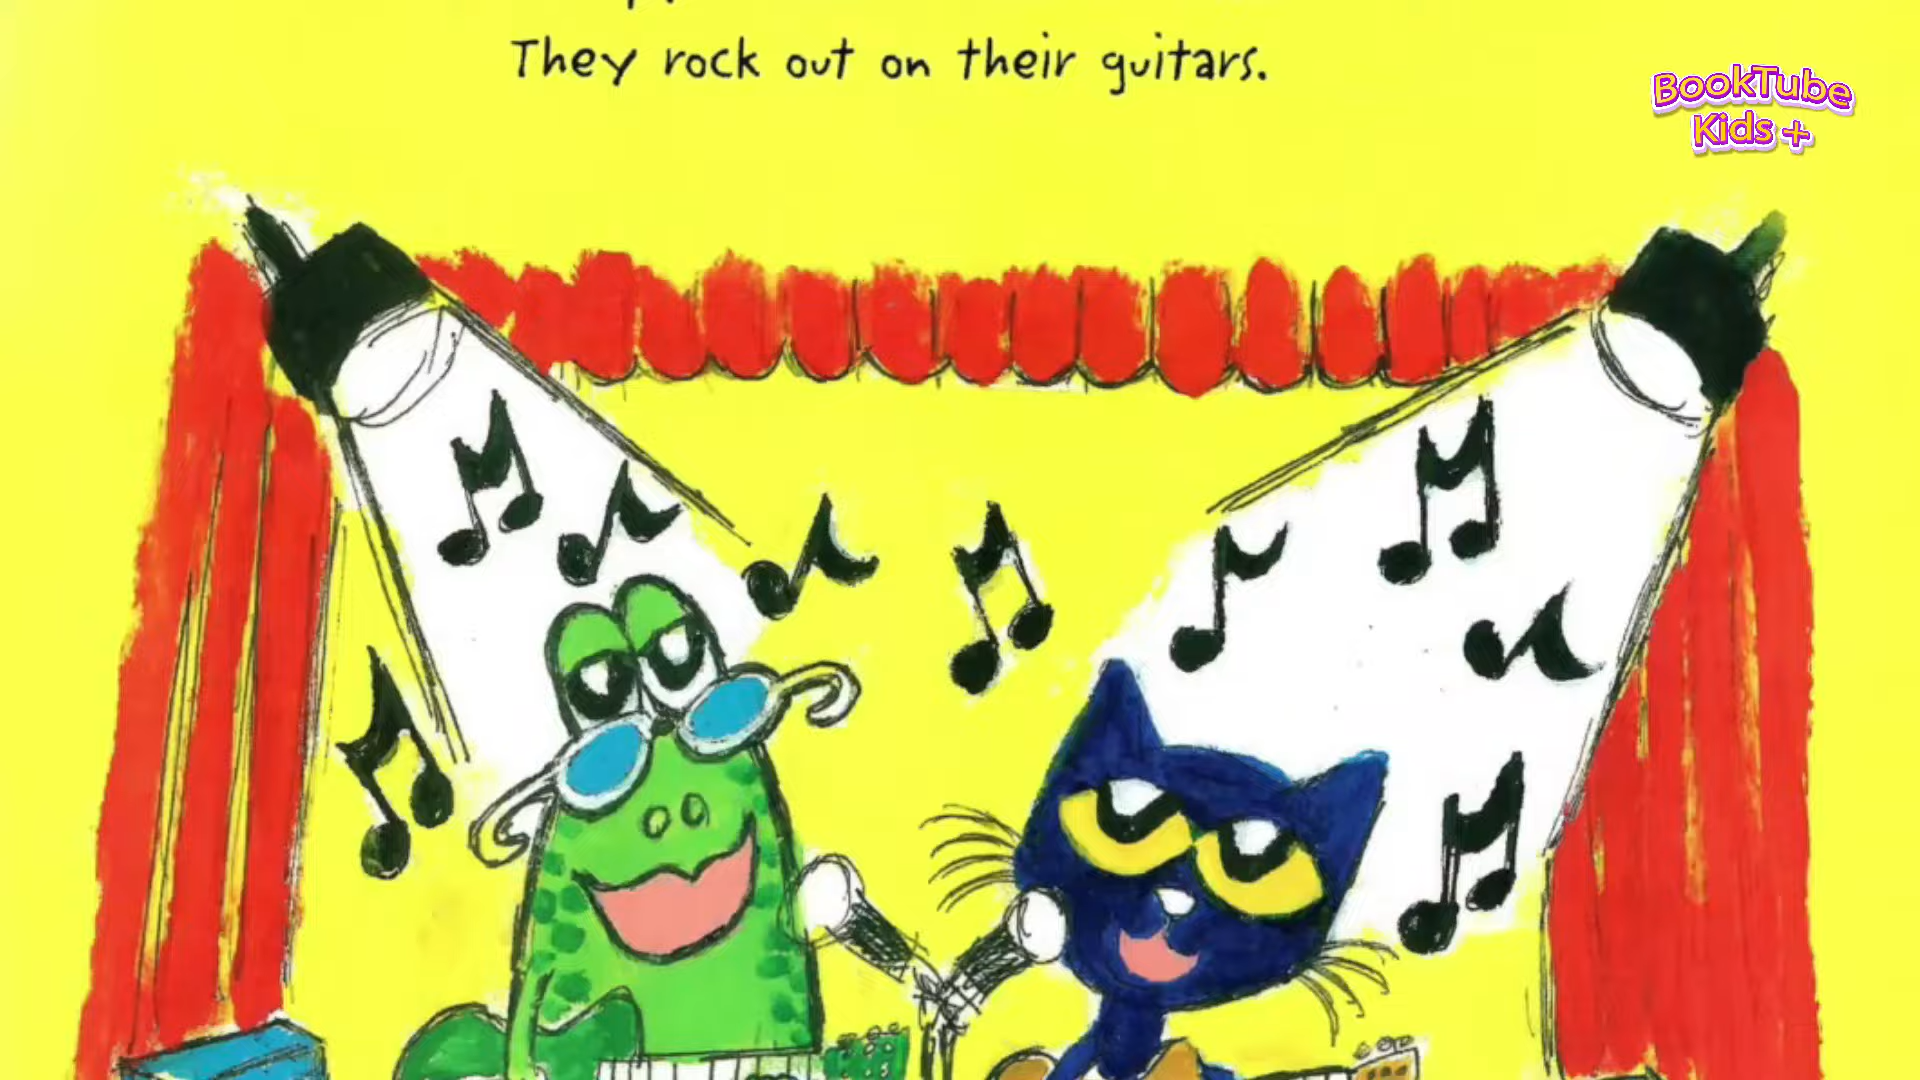 They rock out on their guitars.
BookTube
Kids +